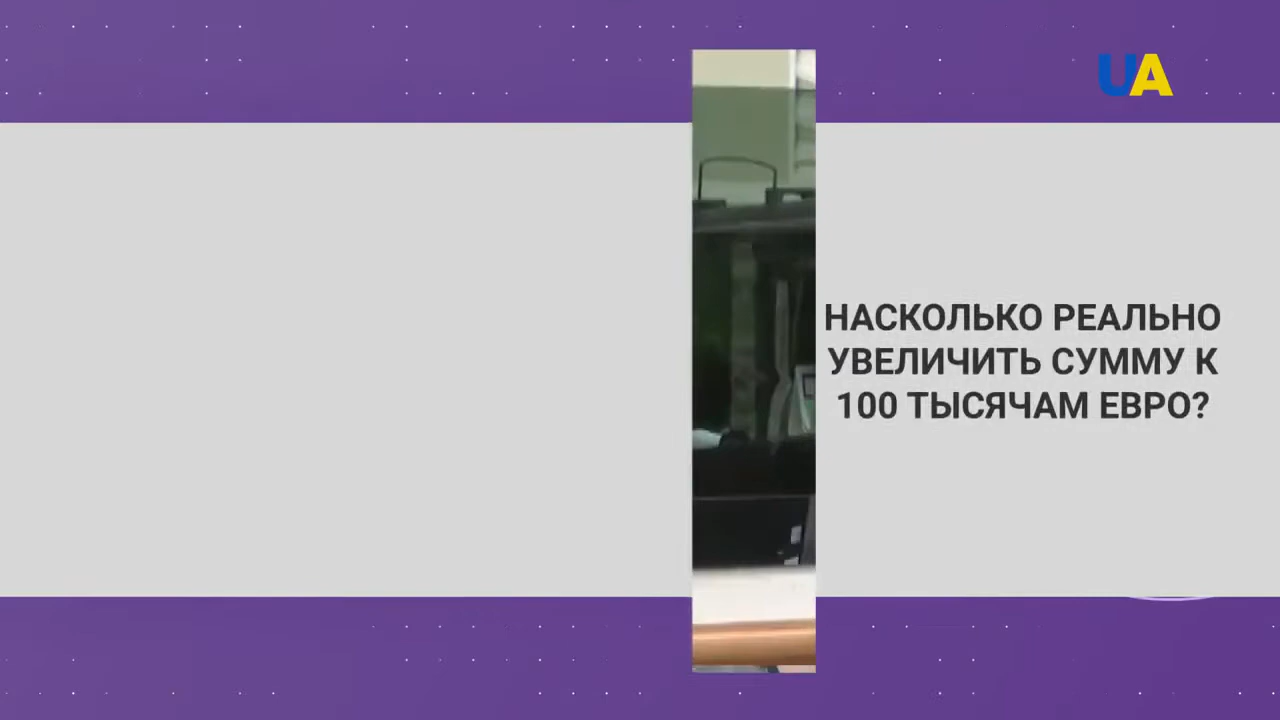 UA
НАСКОЛЬКО РЕАЛЬНО
УВЕЛИЧИТЬ СУММУ К
100 ТЫСЯЧАМ ЕВРО?